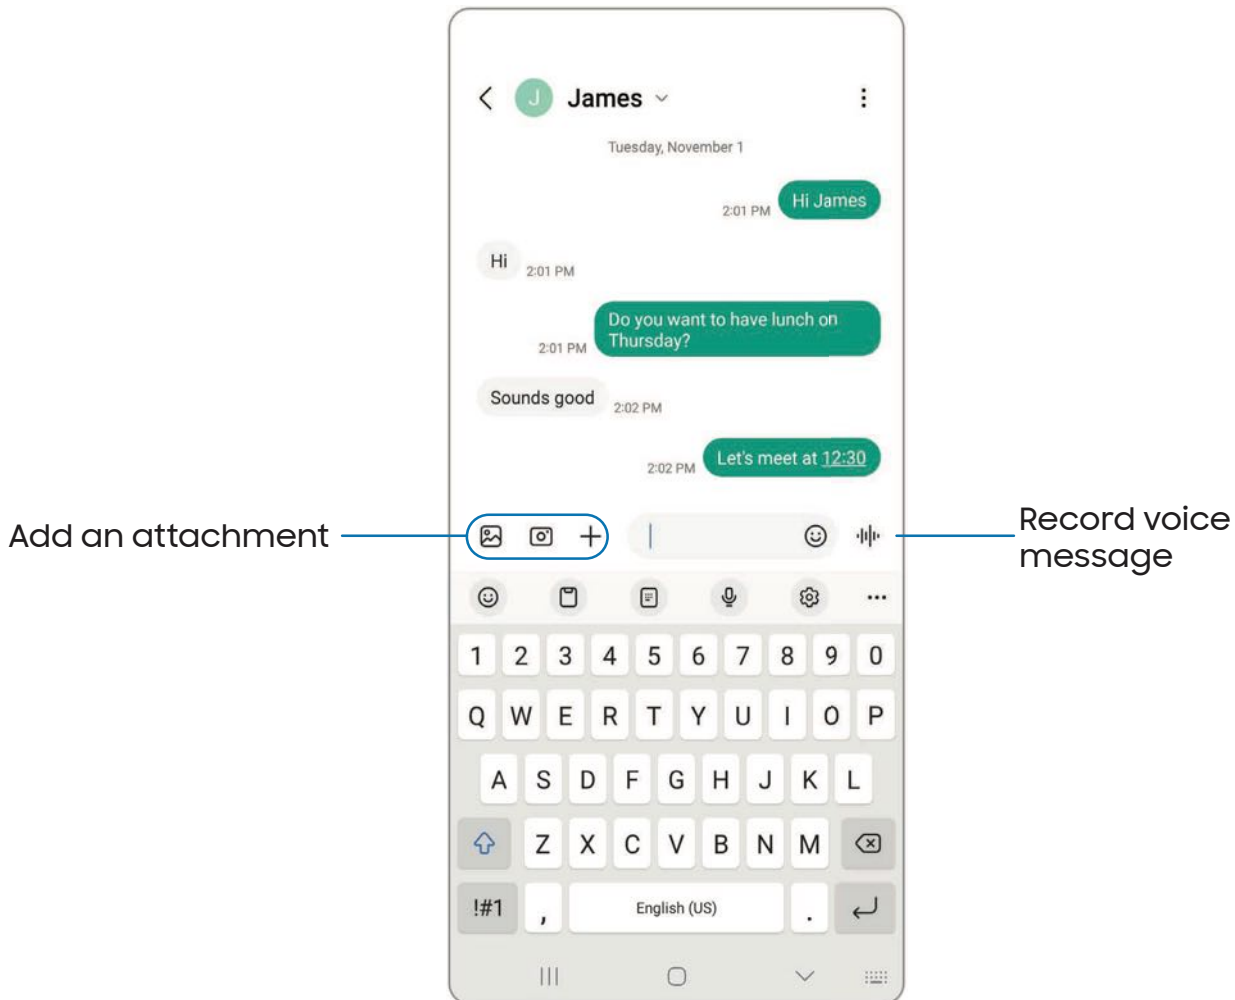 J James
Tuesday, November 1
2:01 PM Hi James
Hi 2:01 PM
Do you want to have lunch on
2:01 PM Thursday?
Sounds good 2:02 PM
2:02 PM Let's meet at 12:30
Add an attachment
Record voice
message
1 2 3 4 5 6 7 8 9 0
Q W E R T Y U I O P
A S D F G H J K L
Z X C V B N M
!#1 , English (US) .